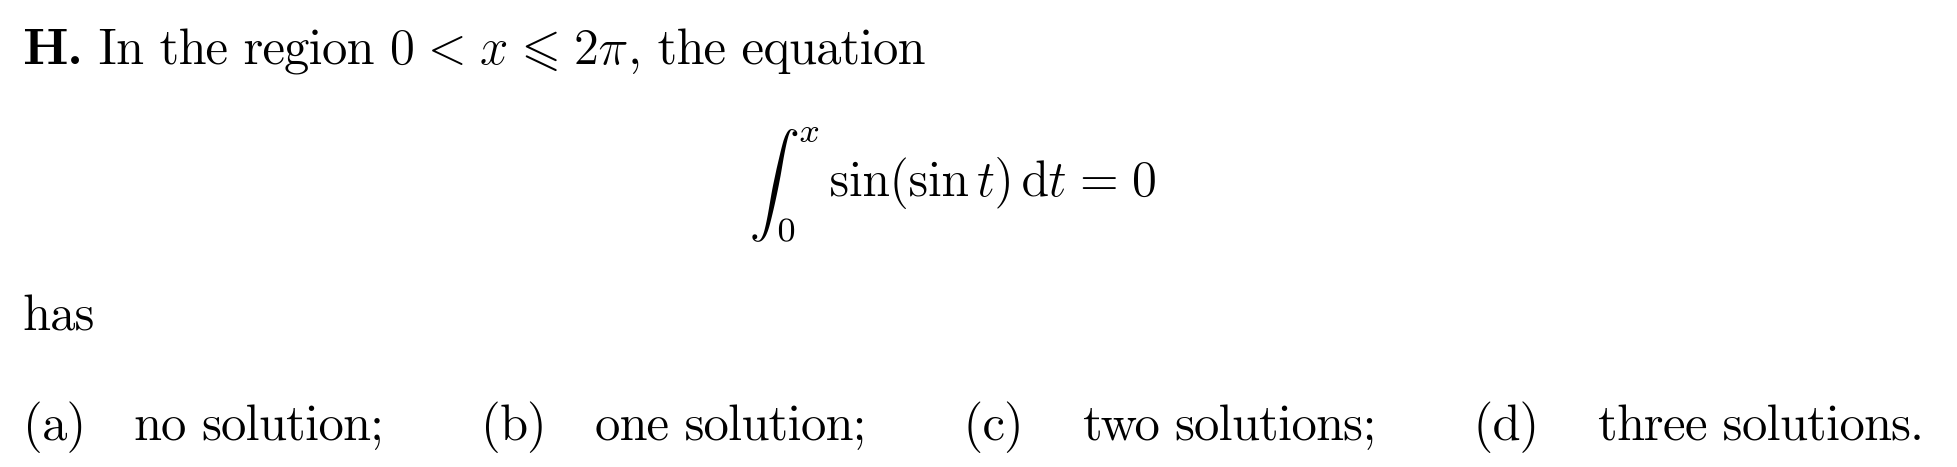 H. In the region 0 < x ⩽ 2π, the equation
∫₀ˣ sin(sin t) dt = 0
has
(a) no solution; (b) one solution; (c) two solutions; (d) three solutions.